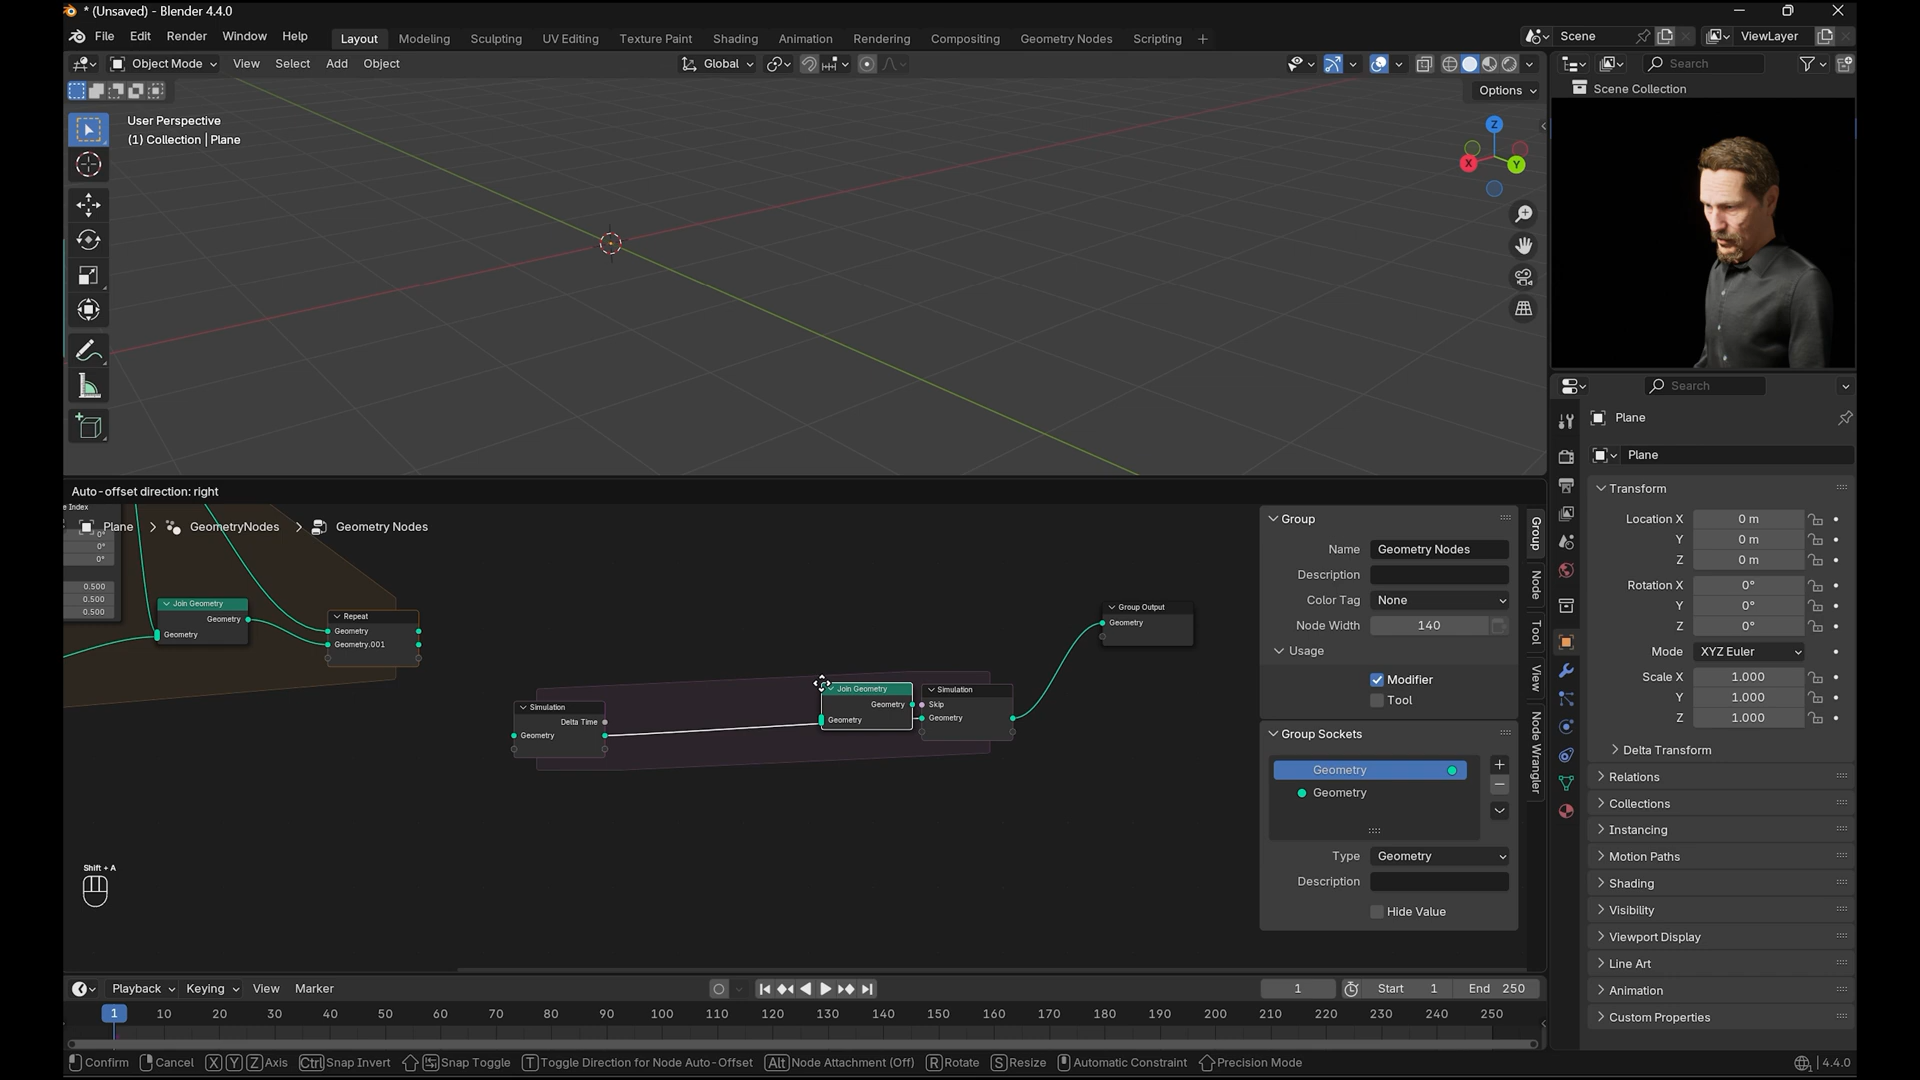 * (Unsaved) - Blender 4.4.0
File Edit Render Window Help Layout Modeling Sculpting UV Editing Texture Paint Shading Animation Rendering Compositing Geometry Nodes Scripting + Scene ViewLayer
Object Mode View Select Add Object Global Search
Options
Scene Collection
User Perspective
(1) Collection | Plane
Z
X
Y
Search
Plane
Plane
Transform
Location X 0 m
Y 0 m
Z 0 m
Rotation X 0°
Y 0°
Z 0°
Mode XYZ Euler
Scale X 1.000
Y 1.000
Z 1.000
Delta Transform
Relations
Collections
Instancing
Motion Paths
Shading
Visibility
Viewport Display
Line Art
Animation
Custom Properties
Auto-offset direction: right
e Index
Plane > GeometryNodes > Geometry Nodes
0°
0°
0°
0.500
0.500
0.500
Join Geometry
Geometry
Geometry
Repeat
Geometry
Geometry.001
Simulation
Delta Time
Geometry
Join Geometry
Geometry
Geometry
Simulation
Skip
Geometry
Group Output
Geometry
Group
Name Geometry Nodes
Description
Color Tag None
Node Width 140
Usage
Modifier
Tool
Group Sockets
Geometry
Geometry
Type Geometry
Description
Hide Value
Group
Node
Tool
View
Node Wrangler
Shift + A
Playback Keying View Marker 1 Start 1 End 250
1 10 20 30 40 50 60 70 80 90 100 110 120 130 140 150 160 170 180 190 200 210 220 230 240 250
Confirm Cancel X Y Z Axis Ctrl Snap Invert Snap Toggle T Toggle Direction for Node Auto-Offset Alt Node Attachment (Off) R Rotate S Resize Automatic Constraint Precision Mode 4.4.0